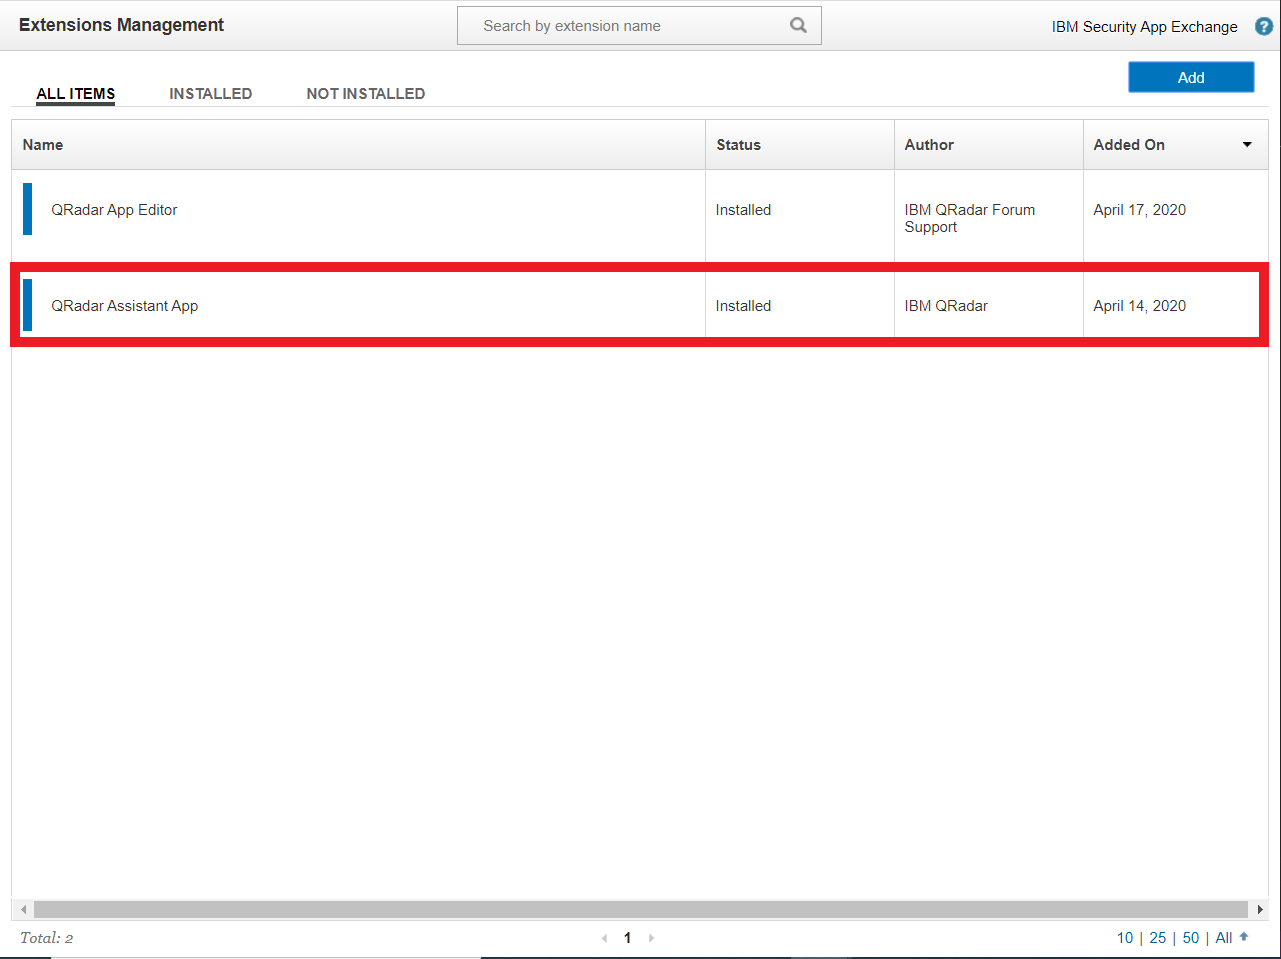 Extensions Management
Search by extension name
IBM Security App Exchange
?
Add
ALL ITEMS
INSTALLED
NOT INSTALLED
Name
Status
Author
Added On
QRadar App Editor
Installed
IBM QRadar Forum
Support
April 17, 2020
QRadar Assistant App
Installed
IBM QRadar
April 14, 2020
Total: 2
1
10 | 25 | 50 | All